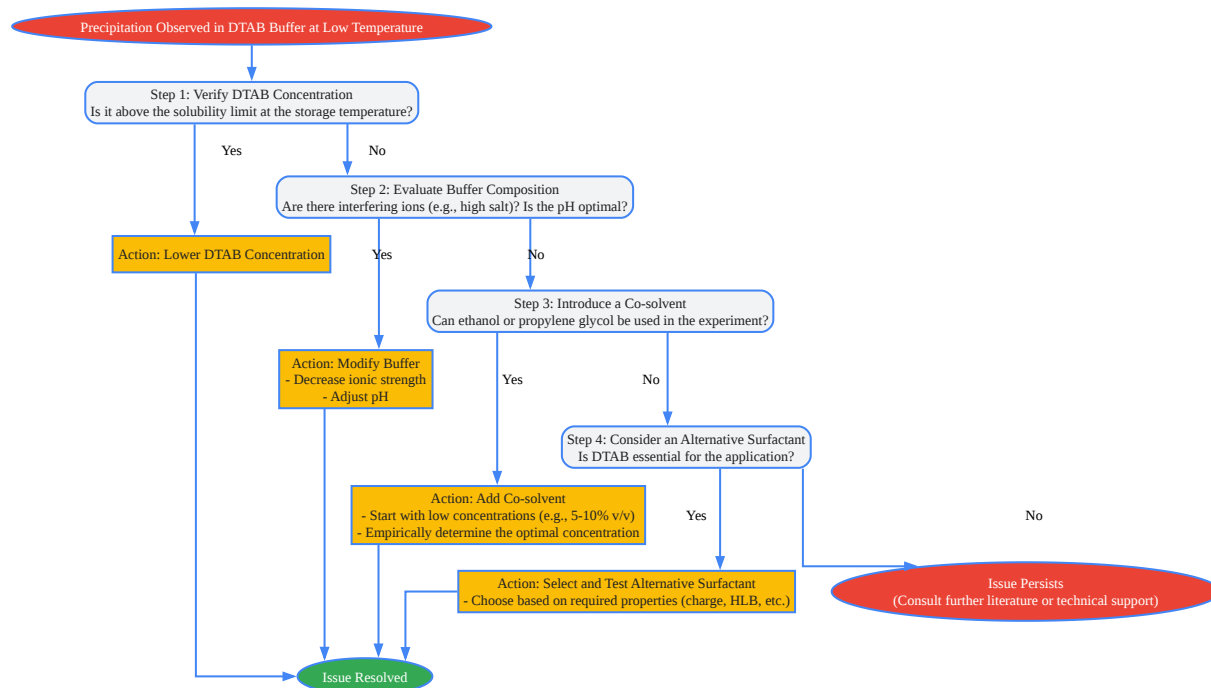 Precipitation Observed in DTAB Buffer at Low Temperature
Step 1: Verify DTAB Concentration
Is it above the solubility limit at the storage temperature?
Yes
No
Step 2: Evaluate Buffer Composition
Are there interfering ions (e.g., high salt)? Is the pH optimal?
Action: Lower DTAB Concentration
Yes
No
Step 3: Introduce a Co-solvent
Can ethanol or propylene glycol be used in the experiment?
Action: Modify Buffer
- Decrease ionic strength
- Adjust pH
Yes
No
Step 4: Consider an Alternative Surfactant
Is DTAB essential for the application?
Action: Add Co-solvent
- Start with low concentrations (e.g., 5-10% v/v)
- Empirically determine the optimal concentration
Yes
No
Action: Select and Test Alternative Surfactant
- Choose based on required properties (charge, HLB, etc.)
Issue Persists
(Consult further literature or technical support)
Issue Resolved